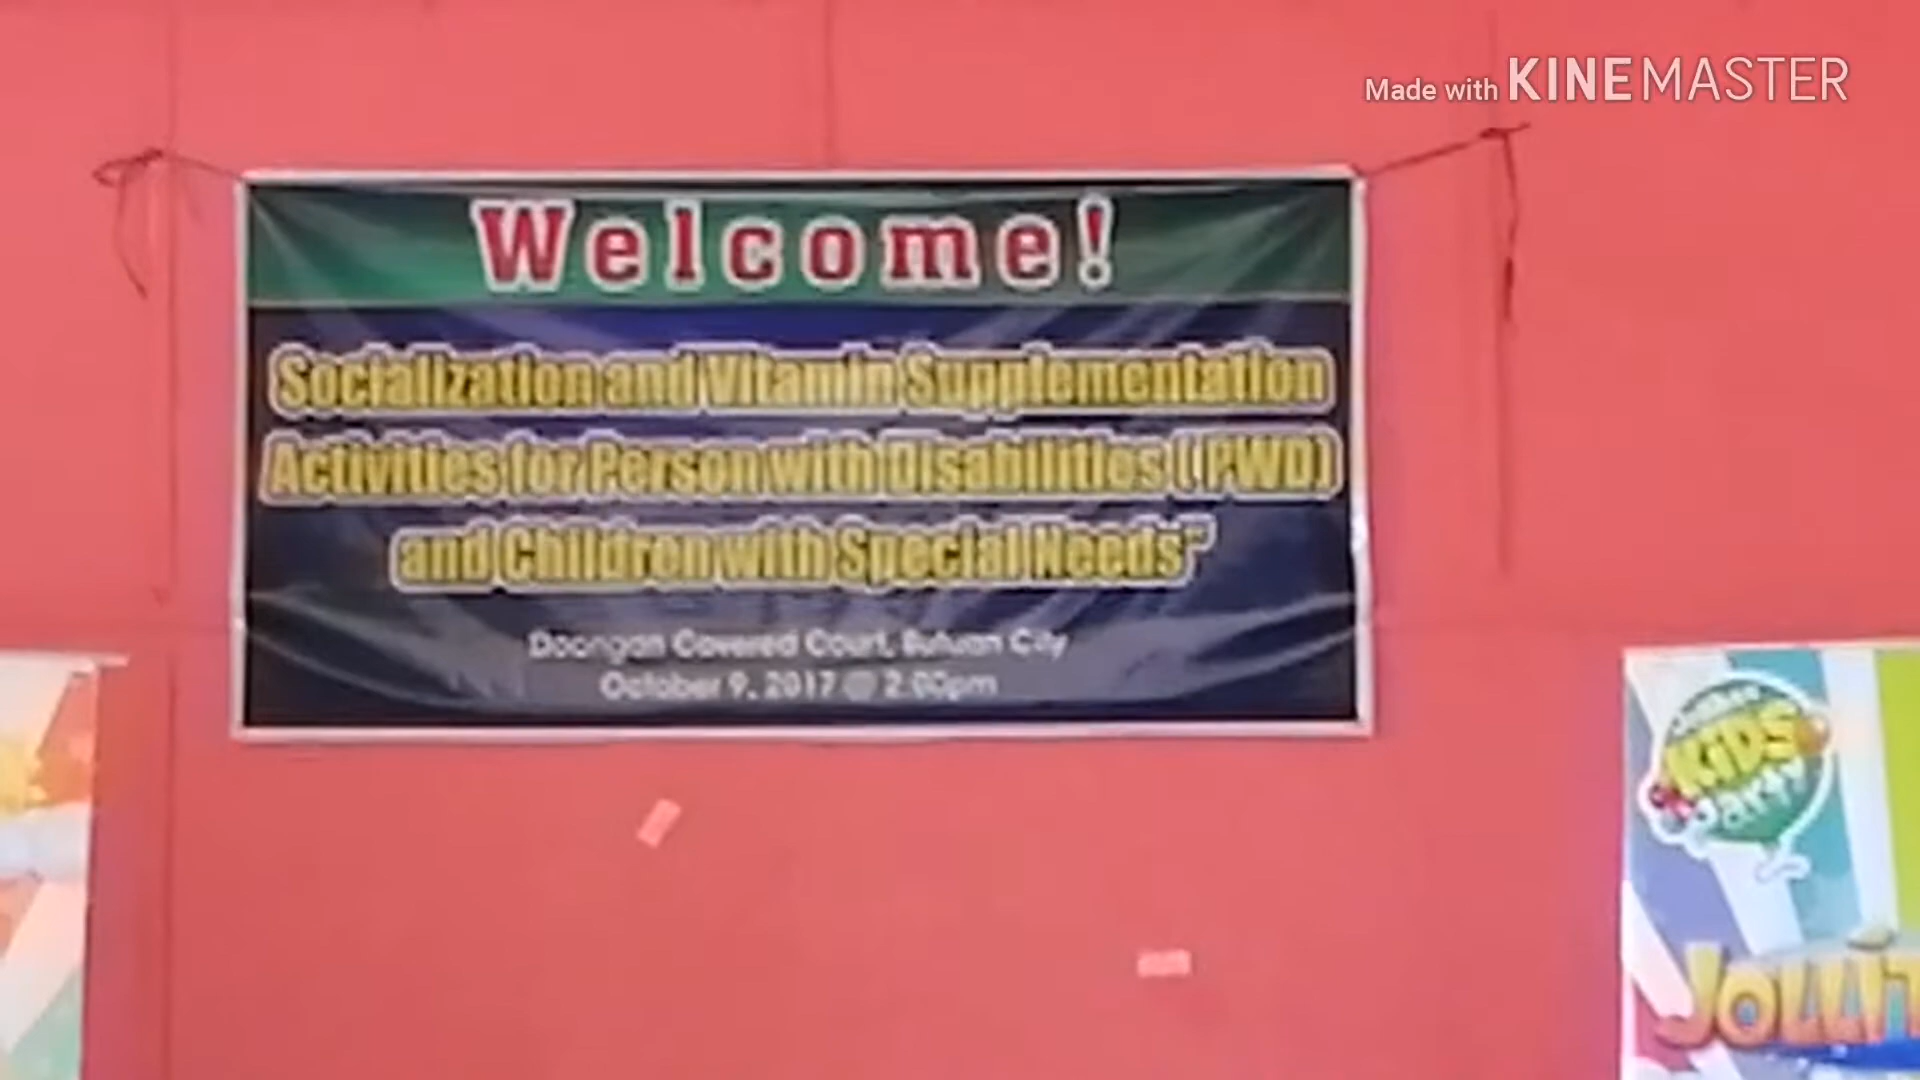 Made with KINEMASTER
Welcome!
Socialization and Vitamin Supplementation
Activities for Person with Disabilities ( PWD)
and Children with Special Needs"
Doongan Covered Court, Butuan City
October 9, 2017 @ 2:00pm
KiDS
Party
JOLLiT